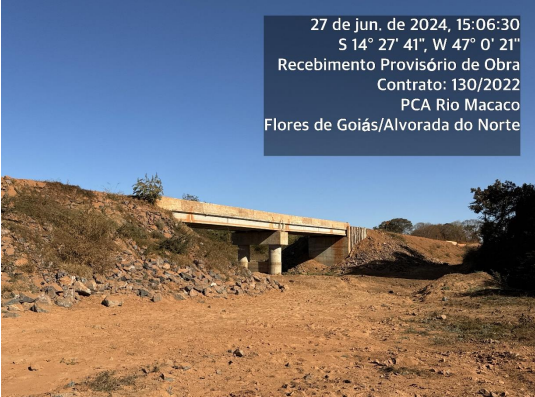 27 de jun. de 2024, 15:06:30
S 14° 27' 41", W 47° 0' 21"
Recebimento Provisório de Obra
Contrato: 130/2022
PCA Rio Macaco
Flores de Goiás/Alvorada do Norte